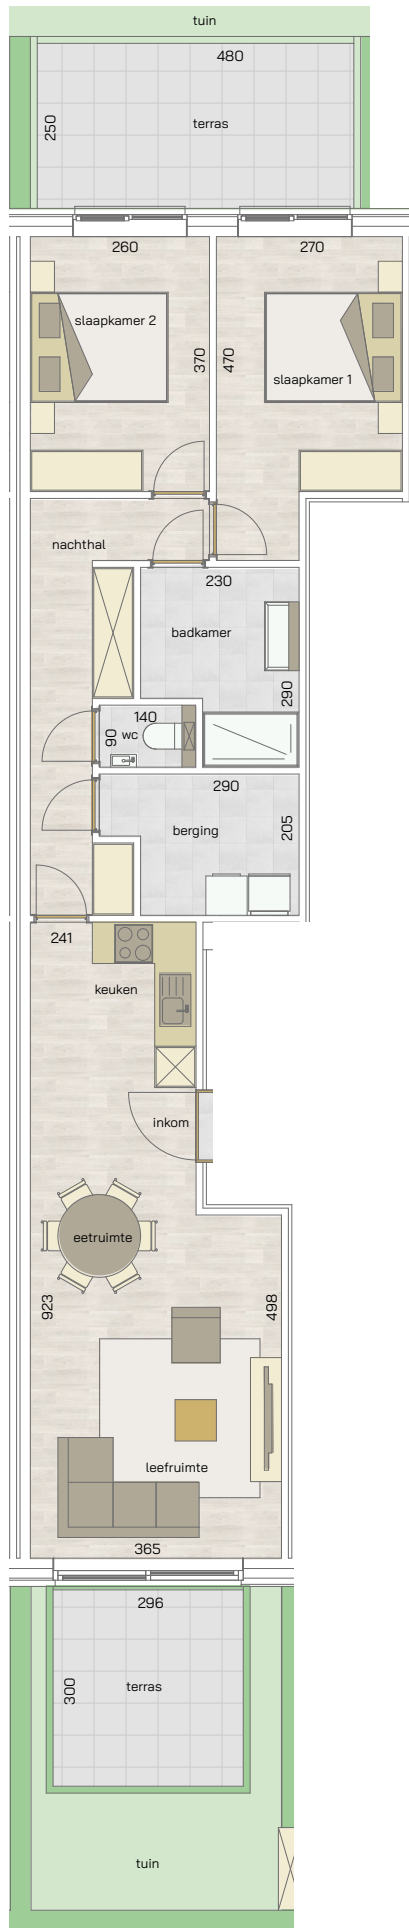 tuin
480
250
terras
260
270
slaapkamer 2
370
470
slaapkamer 1
nachthal
230
badkamer
290
140
90
wc
290
berging
205
241
keuken
inkom
eetruimte
923
498
leefruimte
365
296
300
terras
tuin